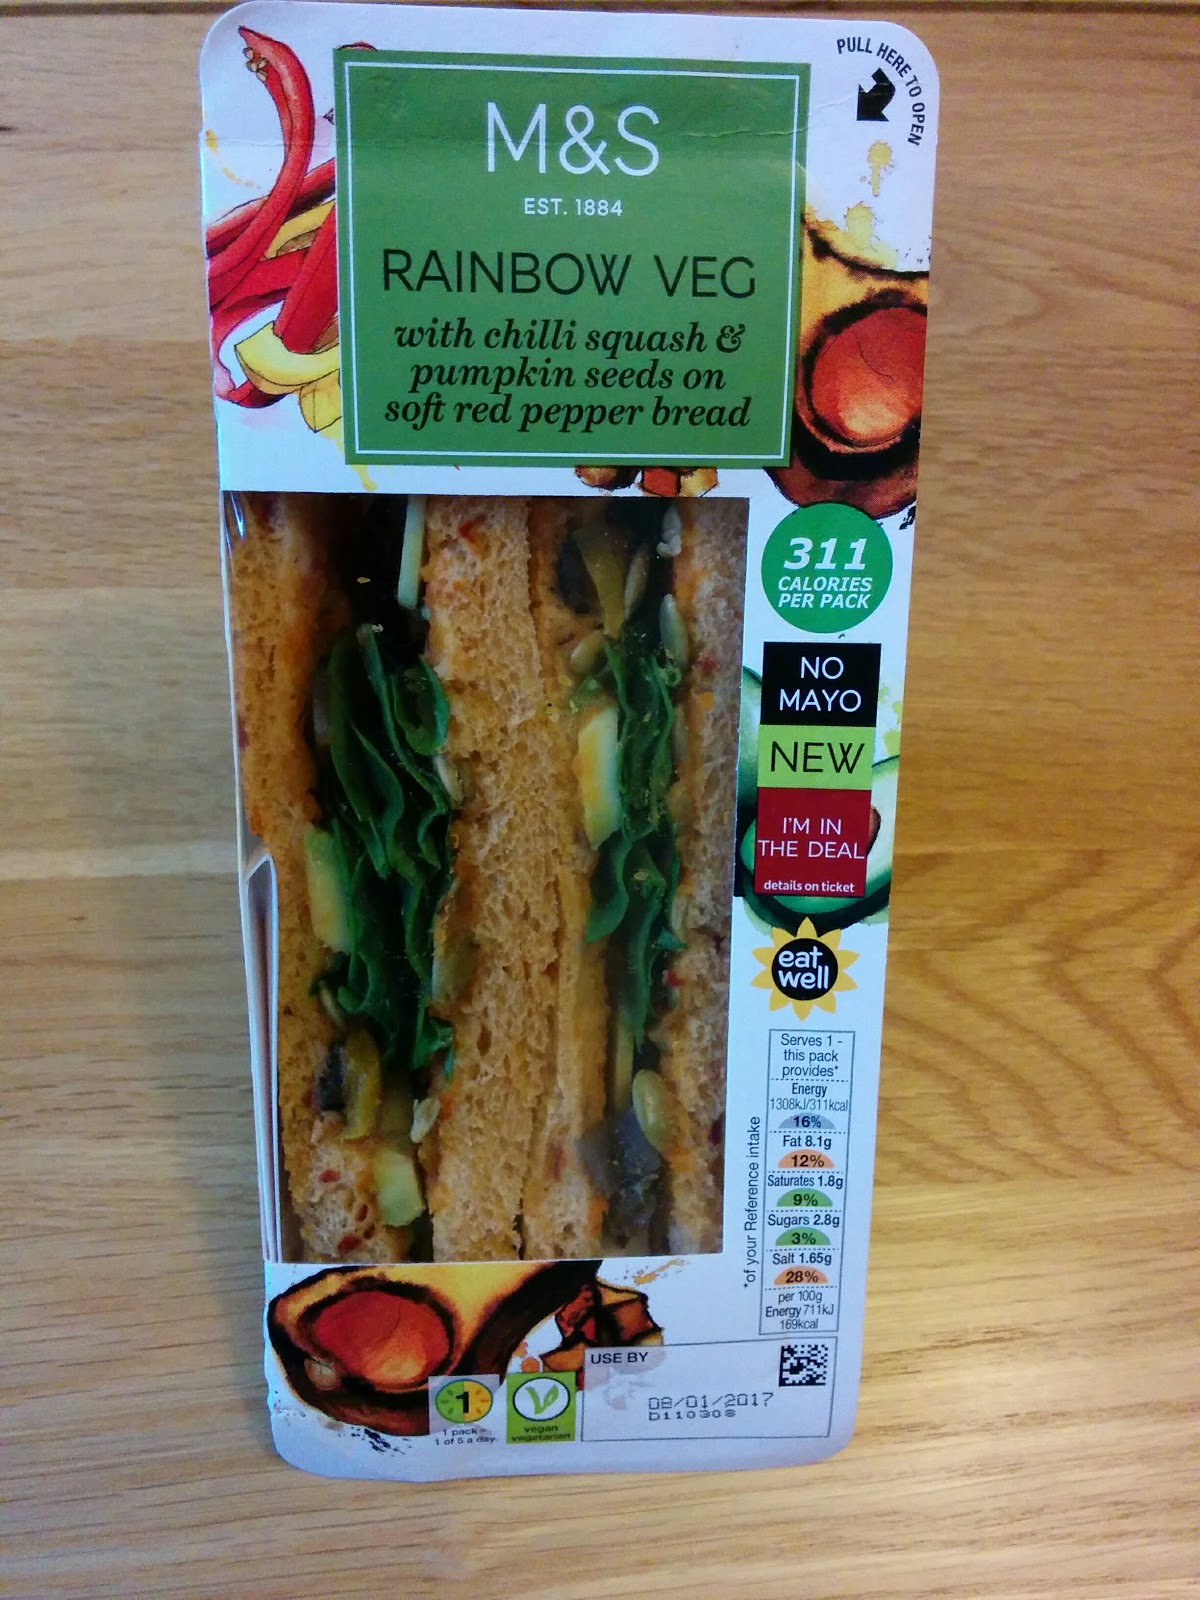 PULL HERE TO OPEN
M&S
EST. 1884
RAINBOW VEG
with chilli squash &
pumpkin seeds on
soft red pepper bread
311
CALORIES
PER PACK
NO
MAYO
NEW
I'M IN
THE DEAL
details on ticket
eat
well
Serves 1 -
this pack
provides*
Energy
1308kJ/311kcal
16%
Fat 8.1g
12%
Saturates 1.8g
9%
Sugars 2.8g
3%
Salt 1.65g
28%
per 100g
Energy 711kJ
169kcal
*of your Reference intake
USE BY
08/01/2017
b110308
1
1 pack =
1 of 5 a day
V
vegan
vegetarian